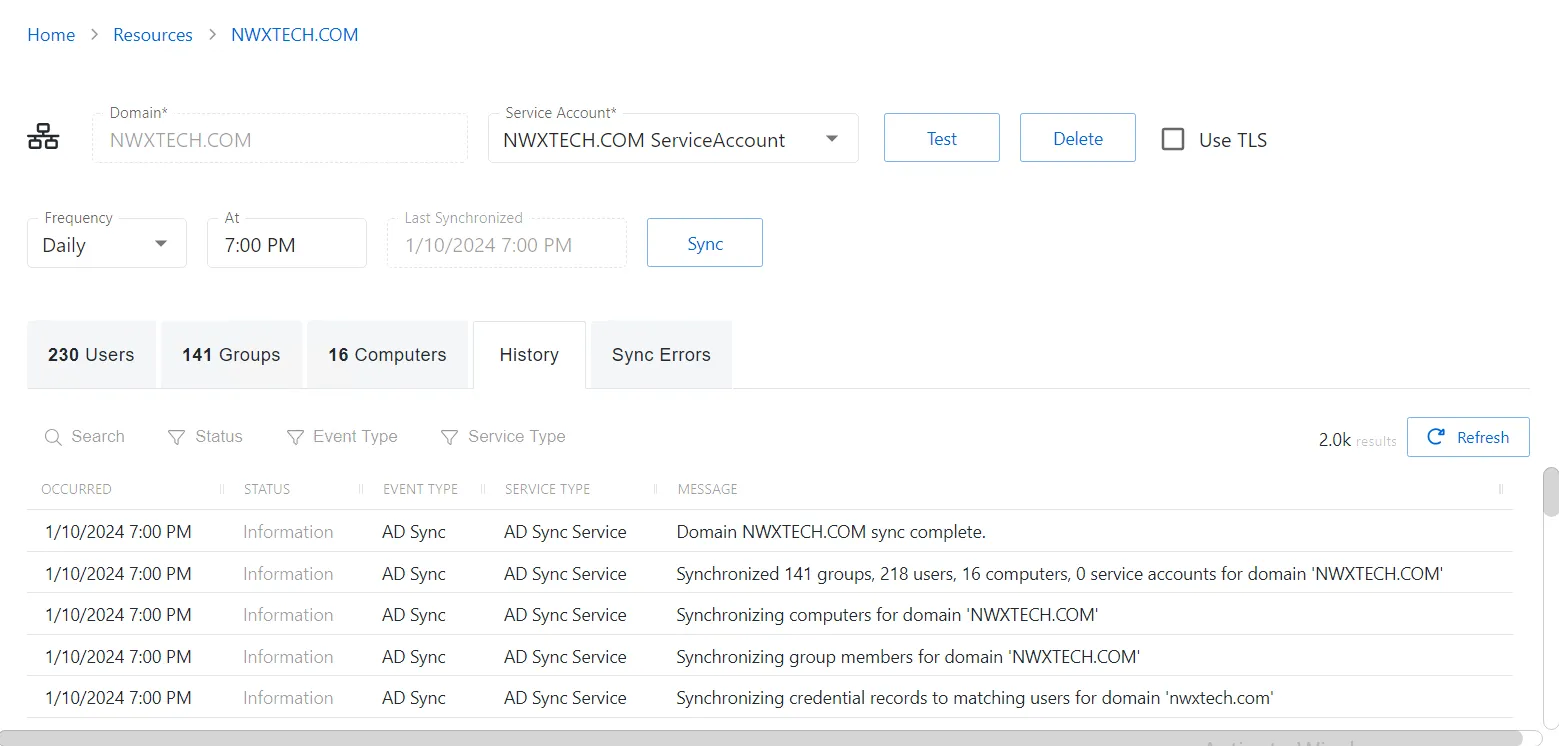 Home > Resources > NWXTECH.COM
Domain* Service Account*
NWXTECH.COM NWXTECH.COM ServiceAccount Test Delete Use TLS
Frequency At Last Synchronized
Daily 7:00 PM 1/10/2024 7:00 PM Sync
230 Users 141 Groups 16 Computers History Sync Errors
Search Status Event Type Service Type 2.0k results Refresh
OCCURRED STATUS EVENT TYPE SERVICE TYPE MESSAGE
1/10/2024 7:00 PM Information AD Sync AD Sync Service Domain NWXTECH.COM sync complete.
1/10/2024 7:00 PM Information AD Sync AD Sync Service Synchronized 141 groups, 218 users, 16 computers, 0 service accounts for domain 'NWXTECH.COM'
1/10/2024 7:00 PM Information AD Sync AD Sync Service Synchronizing computers for domain 'NWXTECH.COM'
1/10/2024 7:00 PM Information AD Sync AD Sync Service Synchronizing group members for domain 'NWXTECH.COM'
1/10/2024 7:00 PM Information AD Sync AD Sync Service Synchronizing credential records to matching users for domain 'nwxtech.com'